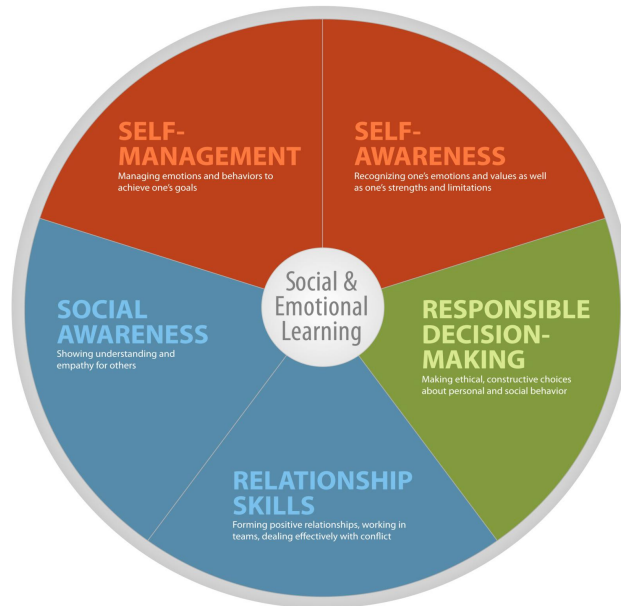 SELF-
MANAGEMENT
Managing emotions and behaviors to
achieve one's goals
SELF-
AWARENESS
Recognizing one's emotions and values as well
as one's strengths and limitations
Social &
Emotional
Learning
SOCIAL
AWARENESS
Showing understanding and
empathy for others
RESPONSIBLE
DECISION-
MAKING
Making ethical, constructive choices
about personal and social behavior
RELATIONSHIP
SKILLS
Forming positive relationships, working in
teams, dealing effectively with conflict